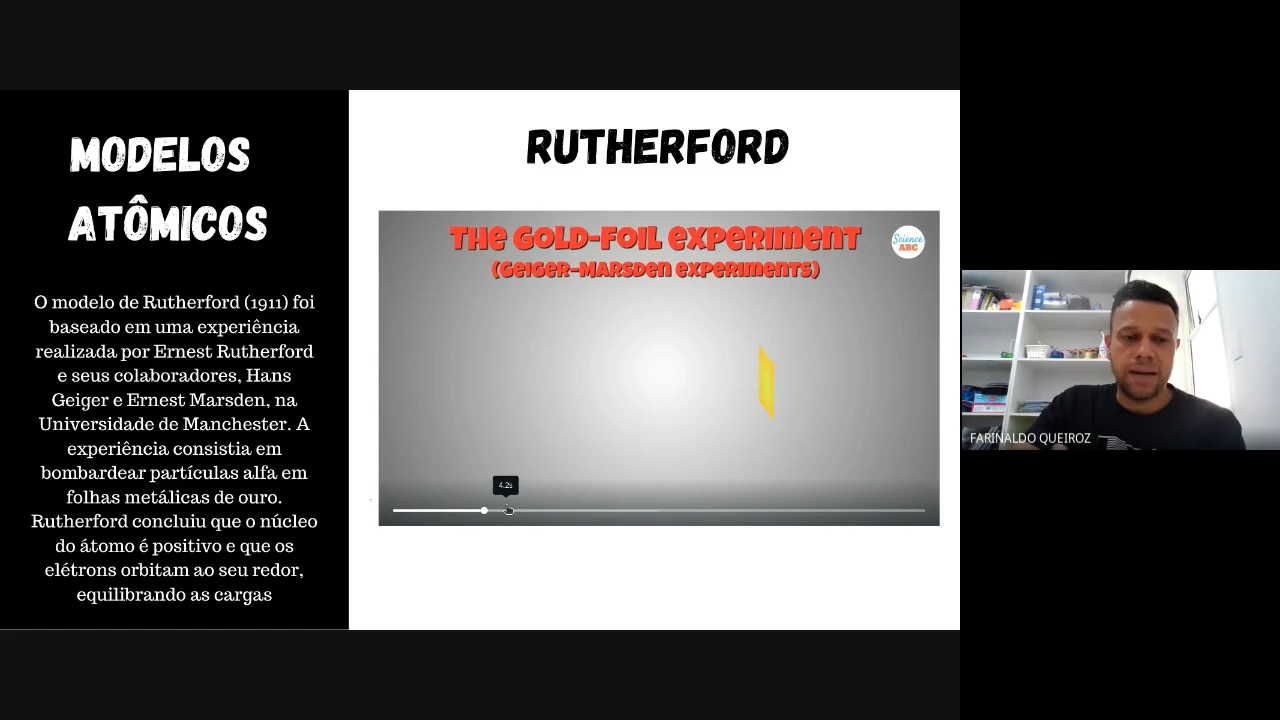 MODELOS
ATÔMICOS
O modelo de Rutherford (1911) foi
baseado em uma experiência
realizada por Ernest Rutherford
e seus colaboradores, Hans
Geiger e Ernest Marsden, na
Universidade de Manchester. A
experiência consistia em
bombardear partículas alfa em
folhas metálicas de ouro.
Rutherford concluiu que o núcleo
do átomo é positivo e que os
elétrons orbitam ao seu redor,
equilibrando as cargas
RUTHERFORD
THE GOLD-FOIL EXPERIMENT
(GEIGER-MARSDEN EXPERIMENTS)
Science
ABC
4.2s
FARINALDO QUEIROZ